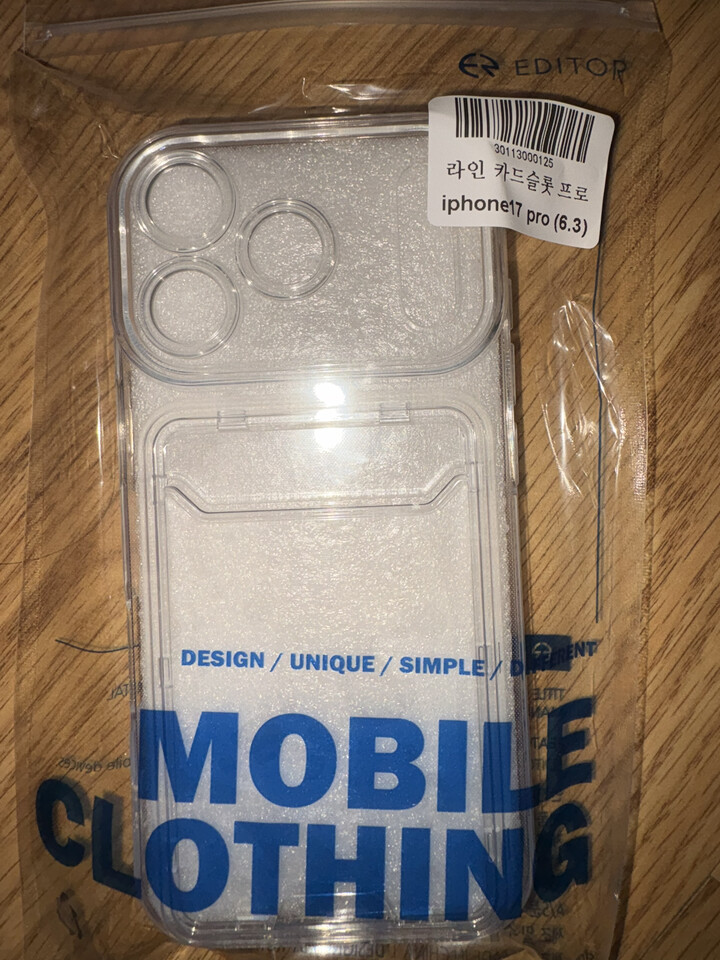 EDITOR
30113000125
라인 카드슬롯 프로
iphone17 pro (6.3)
DESIGN / UNIQUE / SIMPLE / DIFFERENT
MOBILE
CLOTHING